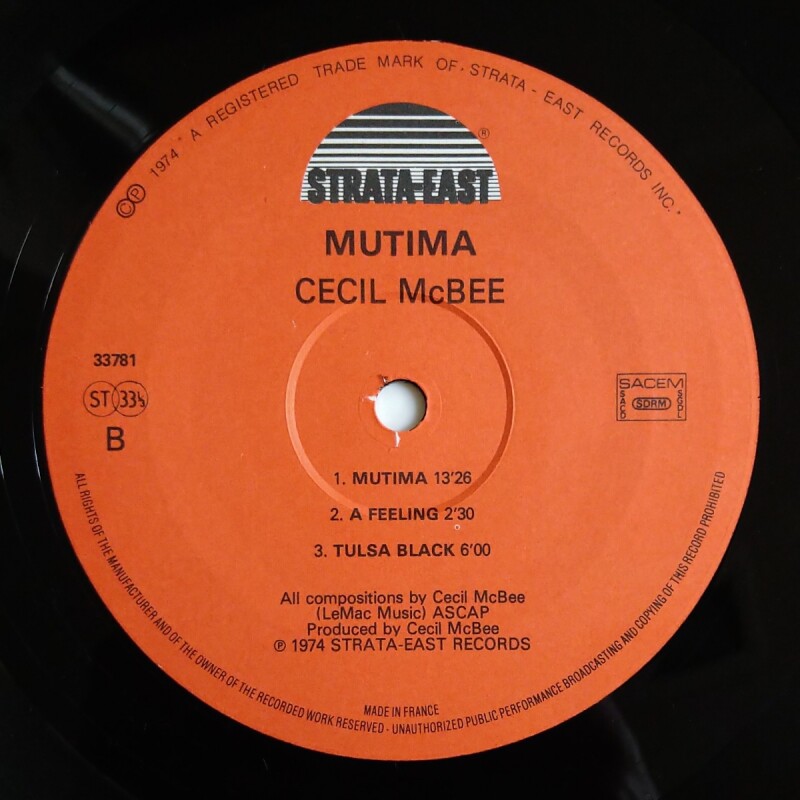 © ℗ 1974 * A REGISTERED TRADE MARK OF · STRATA - EAST RECORDS INC. *
STRATA-EAST ®
MUTIMA
CECIL McBEE
33781
ST 33⅓
B
SACEM
SACD SDRM SGDL
1. MUTIMA 13'26
2. A FEELING 2'30
3. TULSA BLACK 6'00
All compositions by Cecil McBee
(LeMac Music) ASCAP
Produced by Cecil McBee
℗ 1974 STRATA-EAST RECORDS
MADE IN FRANCE
ALL RIGHTS OF THE MANUFACTURER AND OF THE OWNER OF THE RECORDED WORK RESERVED - UNAUTHORIZED PUBLIC PERFORMANCE BROADCASTING AND COPYING OF THIS RECORD PROHIBITED